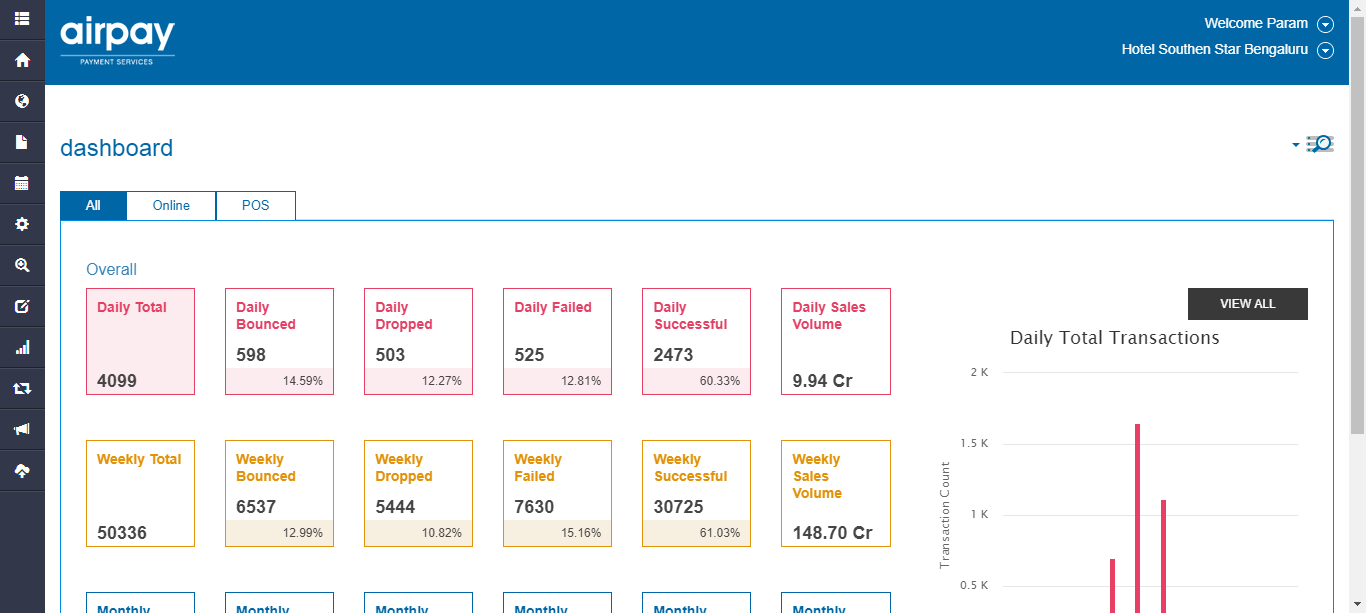 airpay
PAYMENT SERVICES
Welcome Param
Hotel Southen Star Bengaluru
dashboard
All
Online
POS
Overall
Daily Total
4099
Daily
Bounced
598
14.59%
Daily
Dropped
503
12.27%
Daily Failed
525
12.81%
Daily
Successful
2473
60.33%
Daily Sales
Volume
9.94 Cr
Weekly Total
50336
Weekly
Bounced
6537
12.99%
Weekly
Dropped
5444
10.82%
Weekly
Failed
7630
15.16%
Weekly
Successful
30725
61.03%
Weekly
Sales
Volume
148.70 Cr
Monthly
Monthly
Monthly
Monthly
Monthly
Monthly
VIEW ALL
Daily Total Transactions
Transaction Count
2 K
1.5 K
1 K
0.5 K